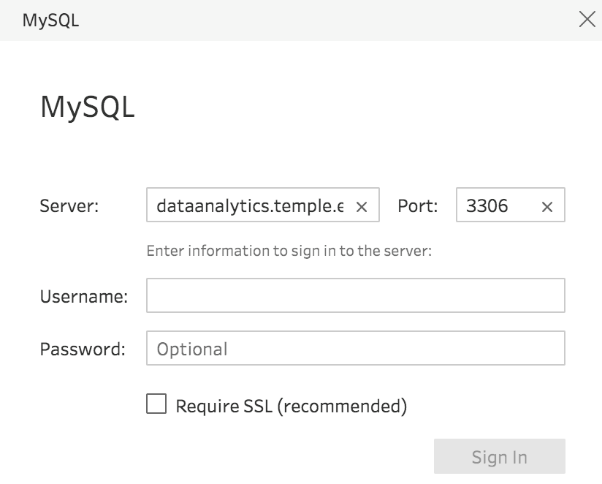 MySQL
MySQL
Server: dataanalytics.temple.e Port: 3306
Enter information to sign in to the server:
Username:
Password: Optional
Require SSL (recommended)
Sign In